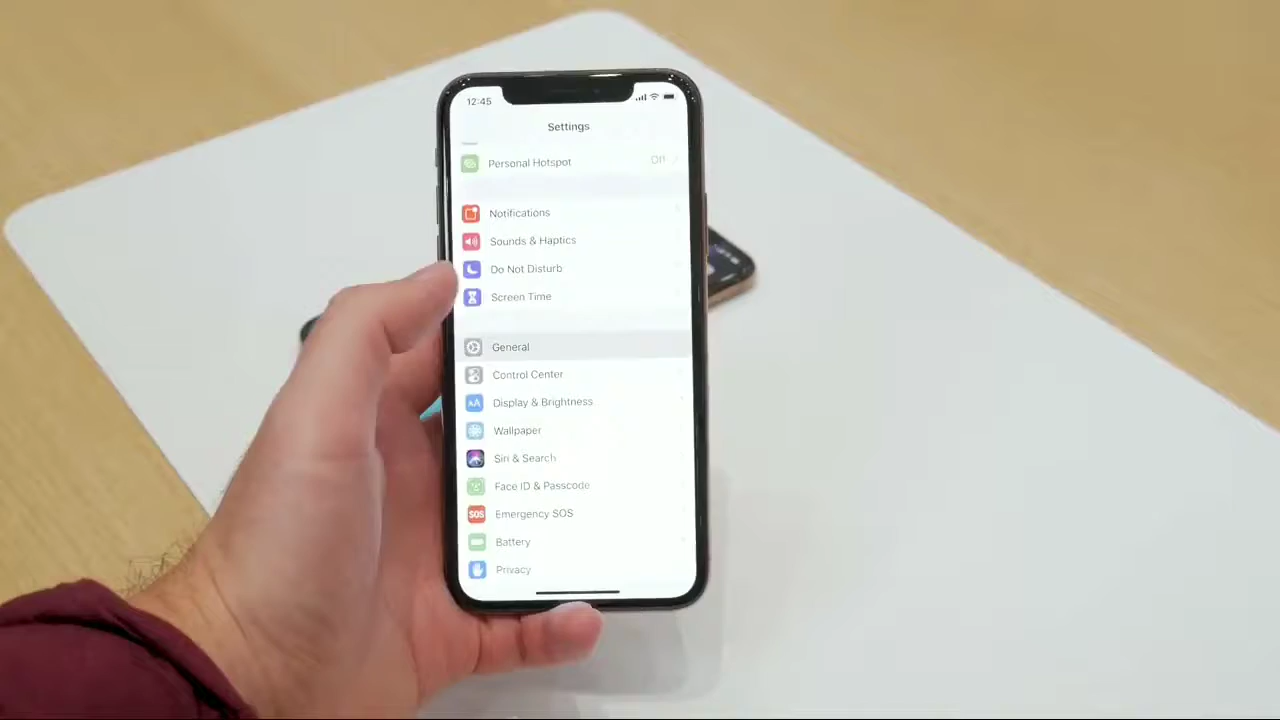 12:45
Settings
Personal Hotspot Off
Notifications
Sounds & Haptics
Do Not Disturb
Screen Time
General
Control Center
Display & Brightness
AA
Wallpaper
Siri & Search
Face ID & Passcode
SOS Emergency SOS
Battery
Privacy